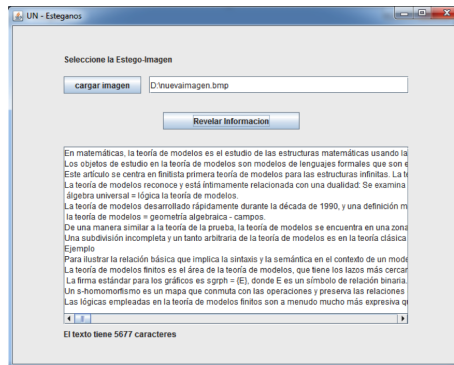 UN - Esteganos
Seleccione la Estego-Imagen
cargar imagen
D:\nuevaimagen.bmp
Revelar Informacion
En matemáticas, la teoría de modelos es el estudio de las estructuras matemáticas usando la
Los objetos de estudio en la teoría de modelos son modelos de lenguajes formales que son e
Este artículo se centra en finitista primera teoría de modelos para las estructuras infinitas. La t
La teoría de modelos reconoce y está íntimamente relacionada con una dualidad: Se examina
álgebra universal = lógica la teoría de modelos.
La teoría de modelos desarrollado rápidamente durante la década de 1990, y una definición m
la teoría de modelos = geometría algebraica - campos.
De una manera similar a la teoría de la prueba, la teoría de modelos se encuentra en una zona
Una subdivisión incompleta y un tanto arbitraria de la teoría de modelos es en la teoría clásica
Ejemplo
Para ilustrar la relación básica que implica la sintaxis y la semántica en el contexto de un mode
La teoría de modelos finitos es el área de la teoría de modelos, que tiene los lazos más cercar
La firma estándar para los gráficos es sgrph = {E}, donde E es un símbolo de relación binaria.
Un s-homomorfismo es un mapa que conmuta con las operaciones y preserva las relaciones
Las lógicas empleadas en la teoría de modelos finitos son a menudo mucho más expresiva q
El texto tiene 5677 caracteres